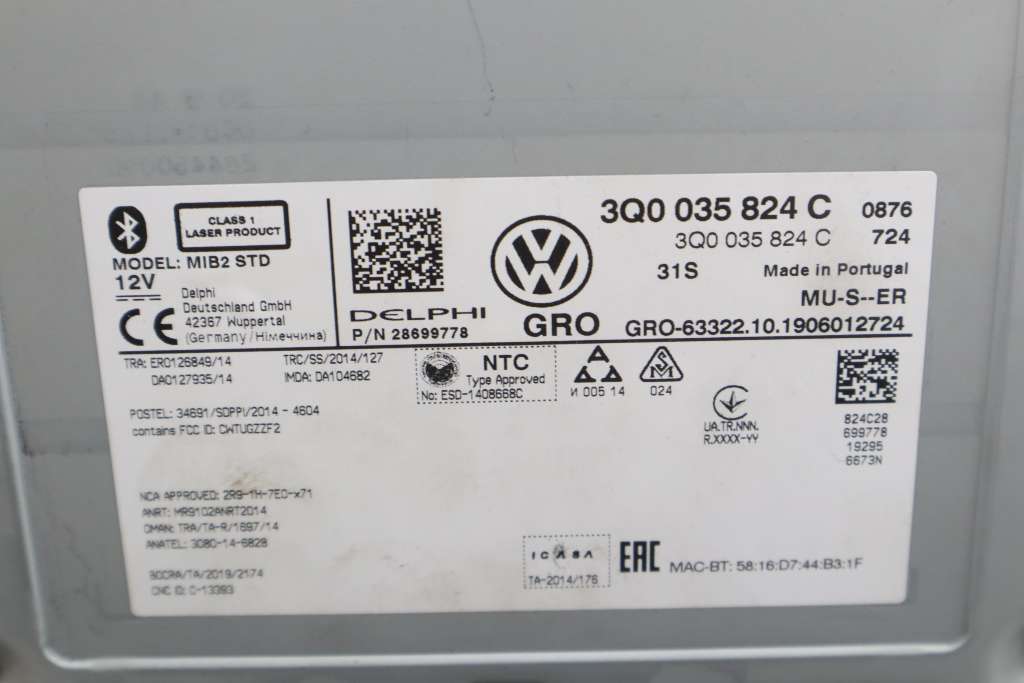 CLASS 1
LASER PRODUCT
MODEL: MIB2 STD
12V
Delphi
Deutschland GmbH
42367 Wuppertal
(Germany/Німеччина)
CE
DELPHI
P/N 28699778
VW
GRO
3Q0 035 824 C 0876
3Q0 035 824 C 724
31S Made in Portugal
MU-S--ER
GRO-63322.10.1906012724
TRA: ER0126849/14
DA0127935/14
TRC/SS/2014/127
IMDA: DA104682
NTC
Type Approved
No: ESD-1408668C
И 005 14
024
UA.TR.NNN.
R.XXXX-YY
824C28
699778
19295
6673N
POSTEL: 34691/SDPPI/2014 - 4604
contains FCC ID: CWTUGZZF2
NCA APPROVED: 2R9-1H-7E0-x71
ANRT: MR9102ANRT2014
OMAN: TRA/TA-R/1697/14
ANATEL: 3080-14-6828
BOCRA/TA/2019/2174
CNC ID: C-13393
ICASA
TA-2014/176
EAC
MAC-BT: 58:16:D7:44:B3:1F